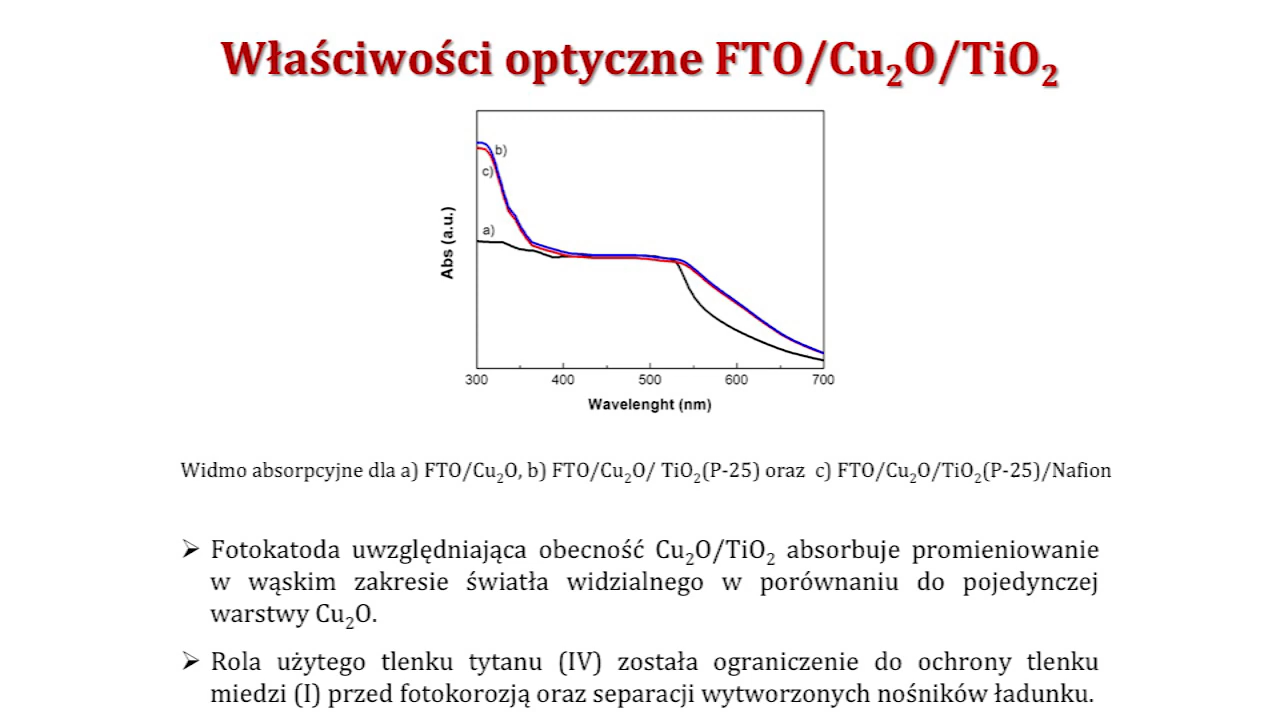 Właściwości optyczne FTO/Cu₂O/TiO₂
b)
c)
a)
Abs (a.u.)
300 400 500 600 700
Wavelenght (nm)
Widmo absorpcyjne dla a) FTO/Cu₂O, b) FTO/Cu₂O/ TiO₂(P-25) oraz c) FTO/Cu₂O/TiO₂(P-25)/Nafion
➢ Fotokatoda uwzględniająca obecność Cu₂O/TiO₂ absorbuje promieniowanie
w wąskim zakresie światła widzialnego w porównaniu do pojedynczej
warstwy Cu₂O.
➢ Rola użytego tlenku tytanu (IV) została ograniczenie do ochrony tlenku
miedzi (I) przed fotokorozją oraz separacji wytworzonych nośników ładunku.